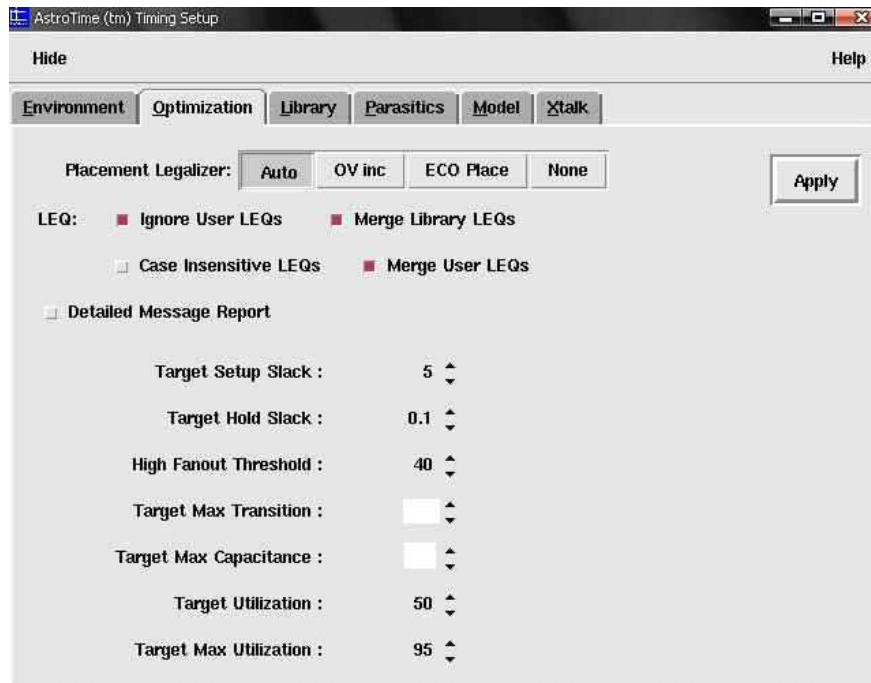 AstroTime (tm) Timing Setup
Hide Help
Environment Optimization Library Parasitics Model Xtalk
Placement Legalizer: Auto OV inc ECO Place None
Apply
LEQ: Ignore User LEQs Merge Library LEQs
Case Insensitive LEQs Merge User LEQs
Detailed Message Report
Target Setup Slack : 5
Target Hold Slack : 0.1
High Fanout Threshold : 40
Target Max Transition :
Target Max Capacitance :
Target Utilization : 50
Target Max Utilization : 95